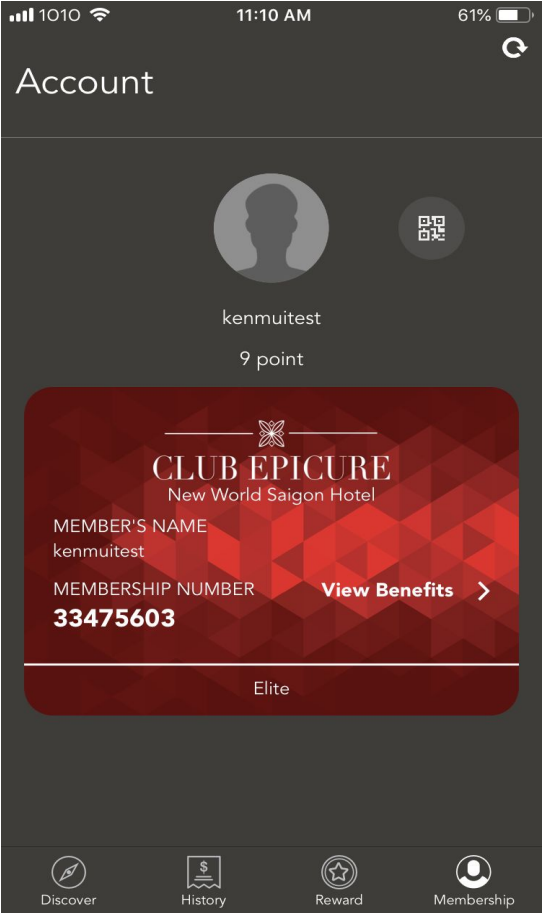 1O1O 11:10 AM 61%
Account
kenmuitest
9 point
CLUB EPICURE
New World Saigon Hotel
MEMBER'S NAME
kenmuitest
MEMBERSHIP NUMBER View Benefits
33475603
Elite
$
Discover History Reward Membership